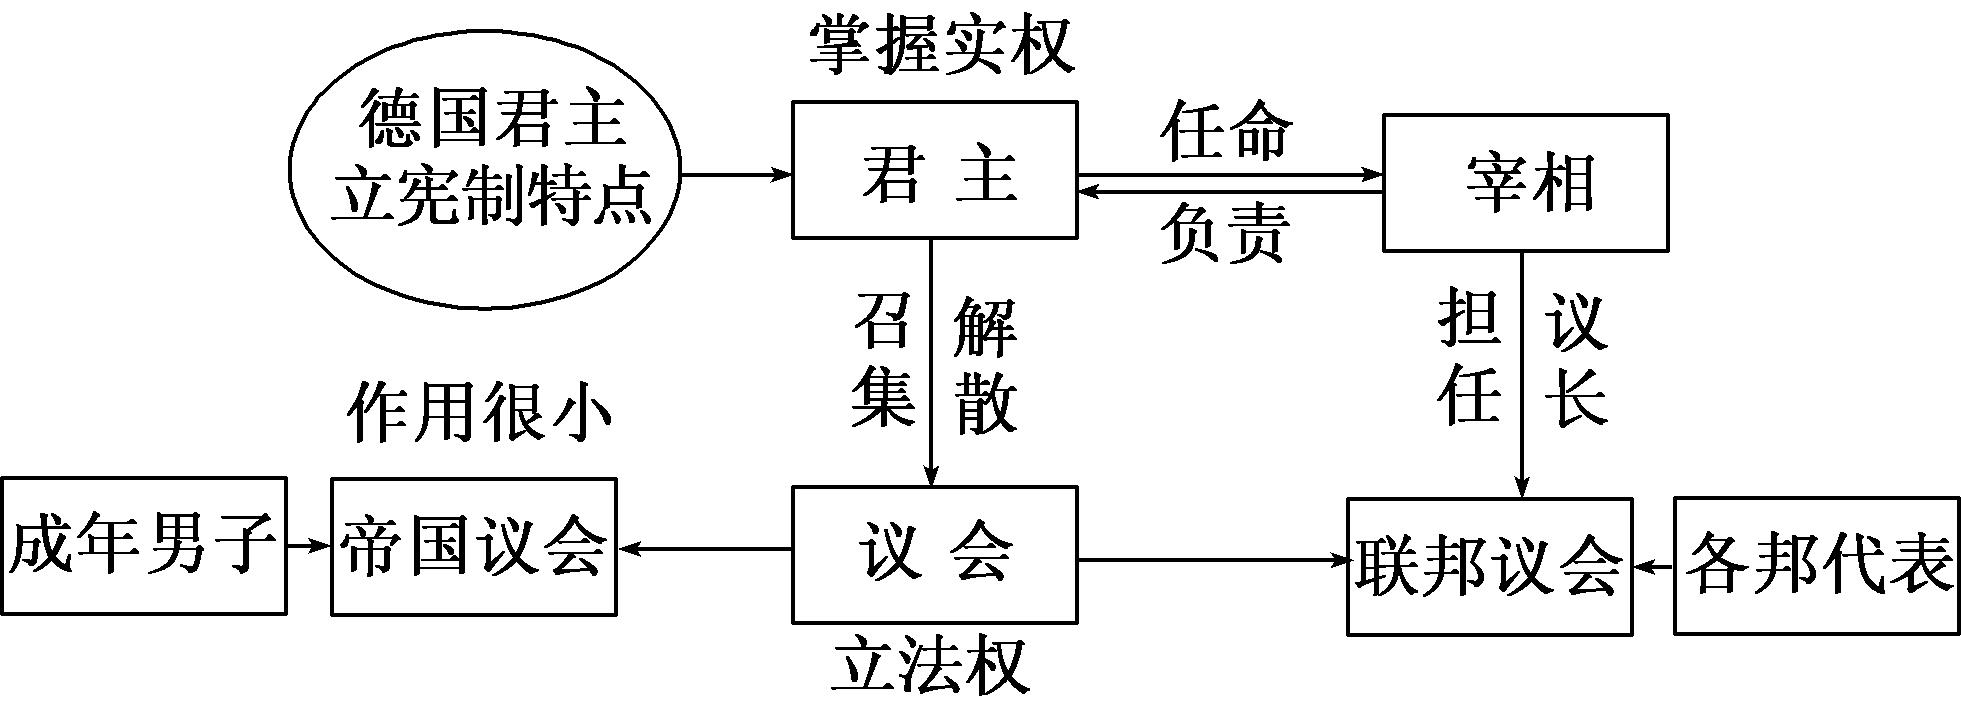 掌握实权
德国君主
立宪制特点
君主
任命
负责
宰相
召集
解散
担任
议长
作用很小
成年男子
帝国议会
议会
联邦议会
各邦代表
立法权